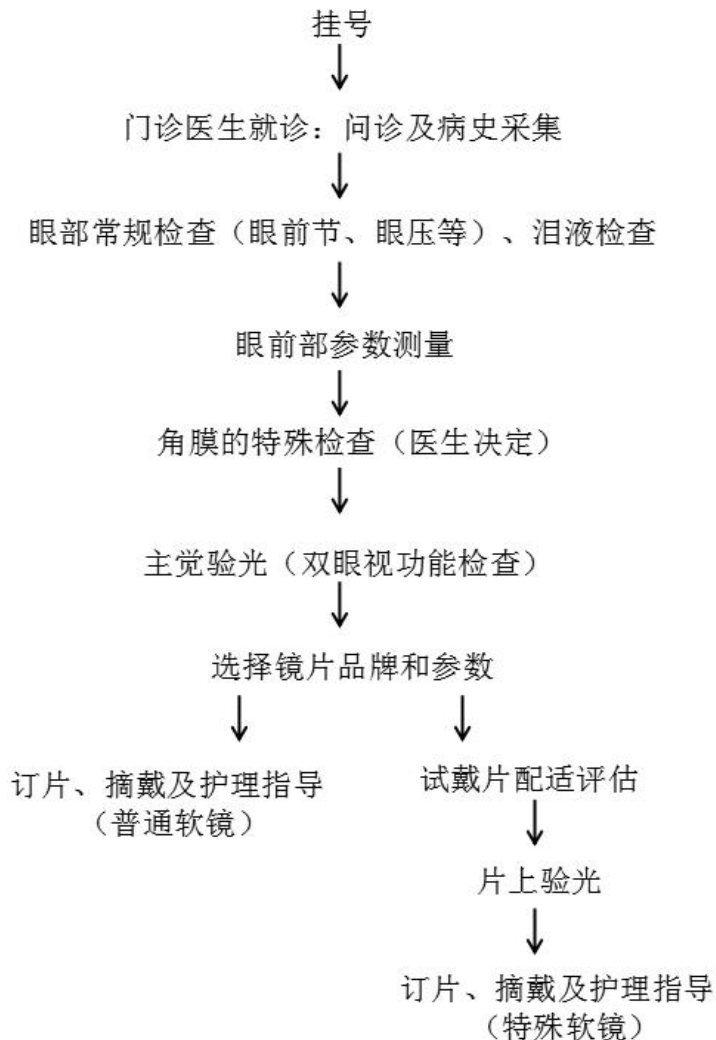 挂号
门诊医生就诊：问诊及病史采集
眼部常规检查（眼前节、眼压等）、泪液检查
眼前部参数测量
角膜的特殊检查（医生决定）
主觉验光（双眼视功能检查）
选择镜片品牌和参数
订片、摘戴及护理指导
（普通软镜）
试戴片配适评估
片上验光
订片、摘戴及护理指导
（特殊软镜）